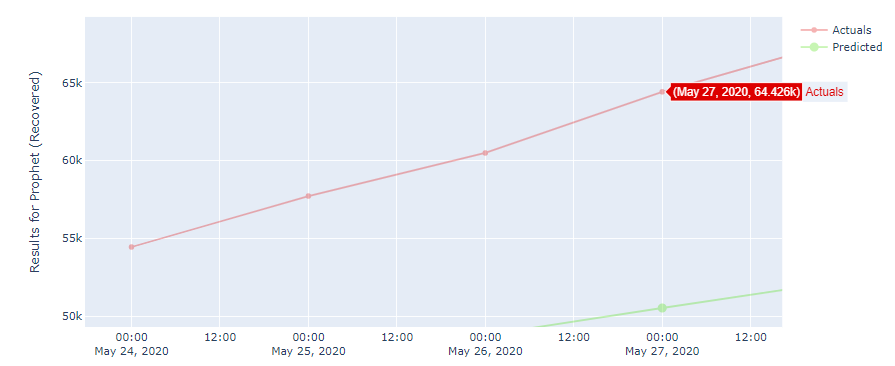 Actuals
Predicted
Results for Prophet (Recovered)
65k
(May 27, 2020, 64.426k) Actuals
60k
55k
50k
00:00 12:00 00:00 12:00 00:00 12:00 00:00 12:00
May 24, 2020 May 25, 2020 May 26, 2020 May 27, 2020